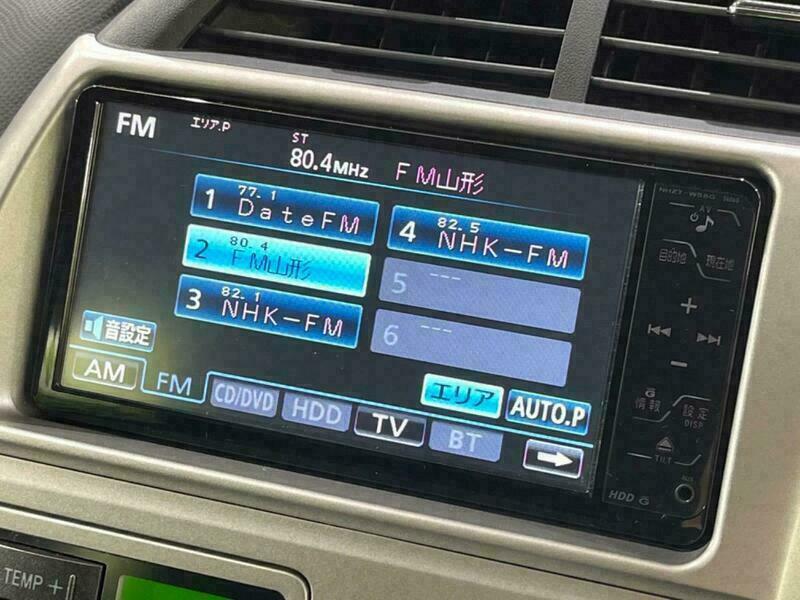 FM
エリア.P
ST
80.4MHz
FM山形
1
77.1
DateFM
2
80.4
FM山形
3
82.1
NHK-FM
4
82.5
NHK-FM
5
---
6
---
音設定
エリア
AUTO.P
AM
FM
CD/DVD
HDD
TV
BT
AV
目的地
現在地
+
-
G
情報
設定
DISP
TILT
AUX
HDD G
TEMP +